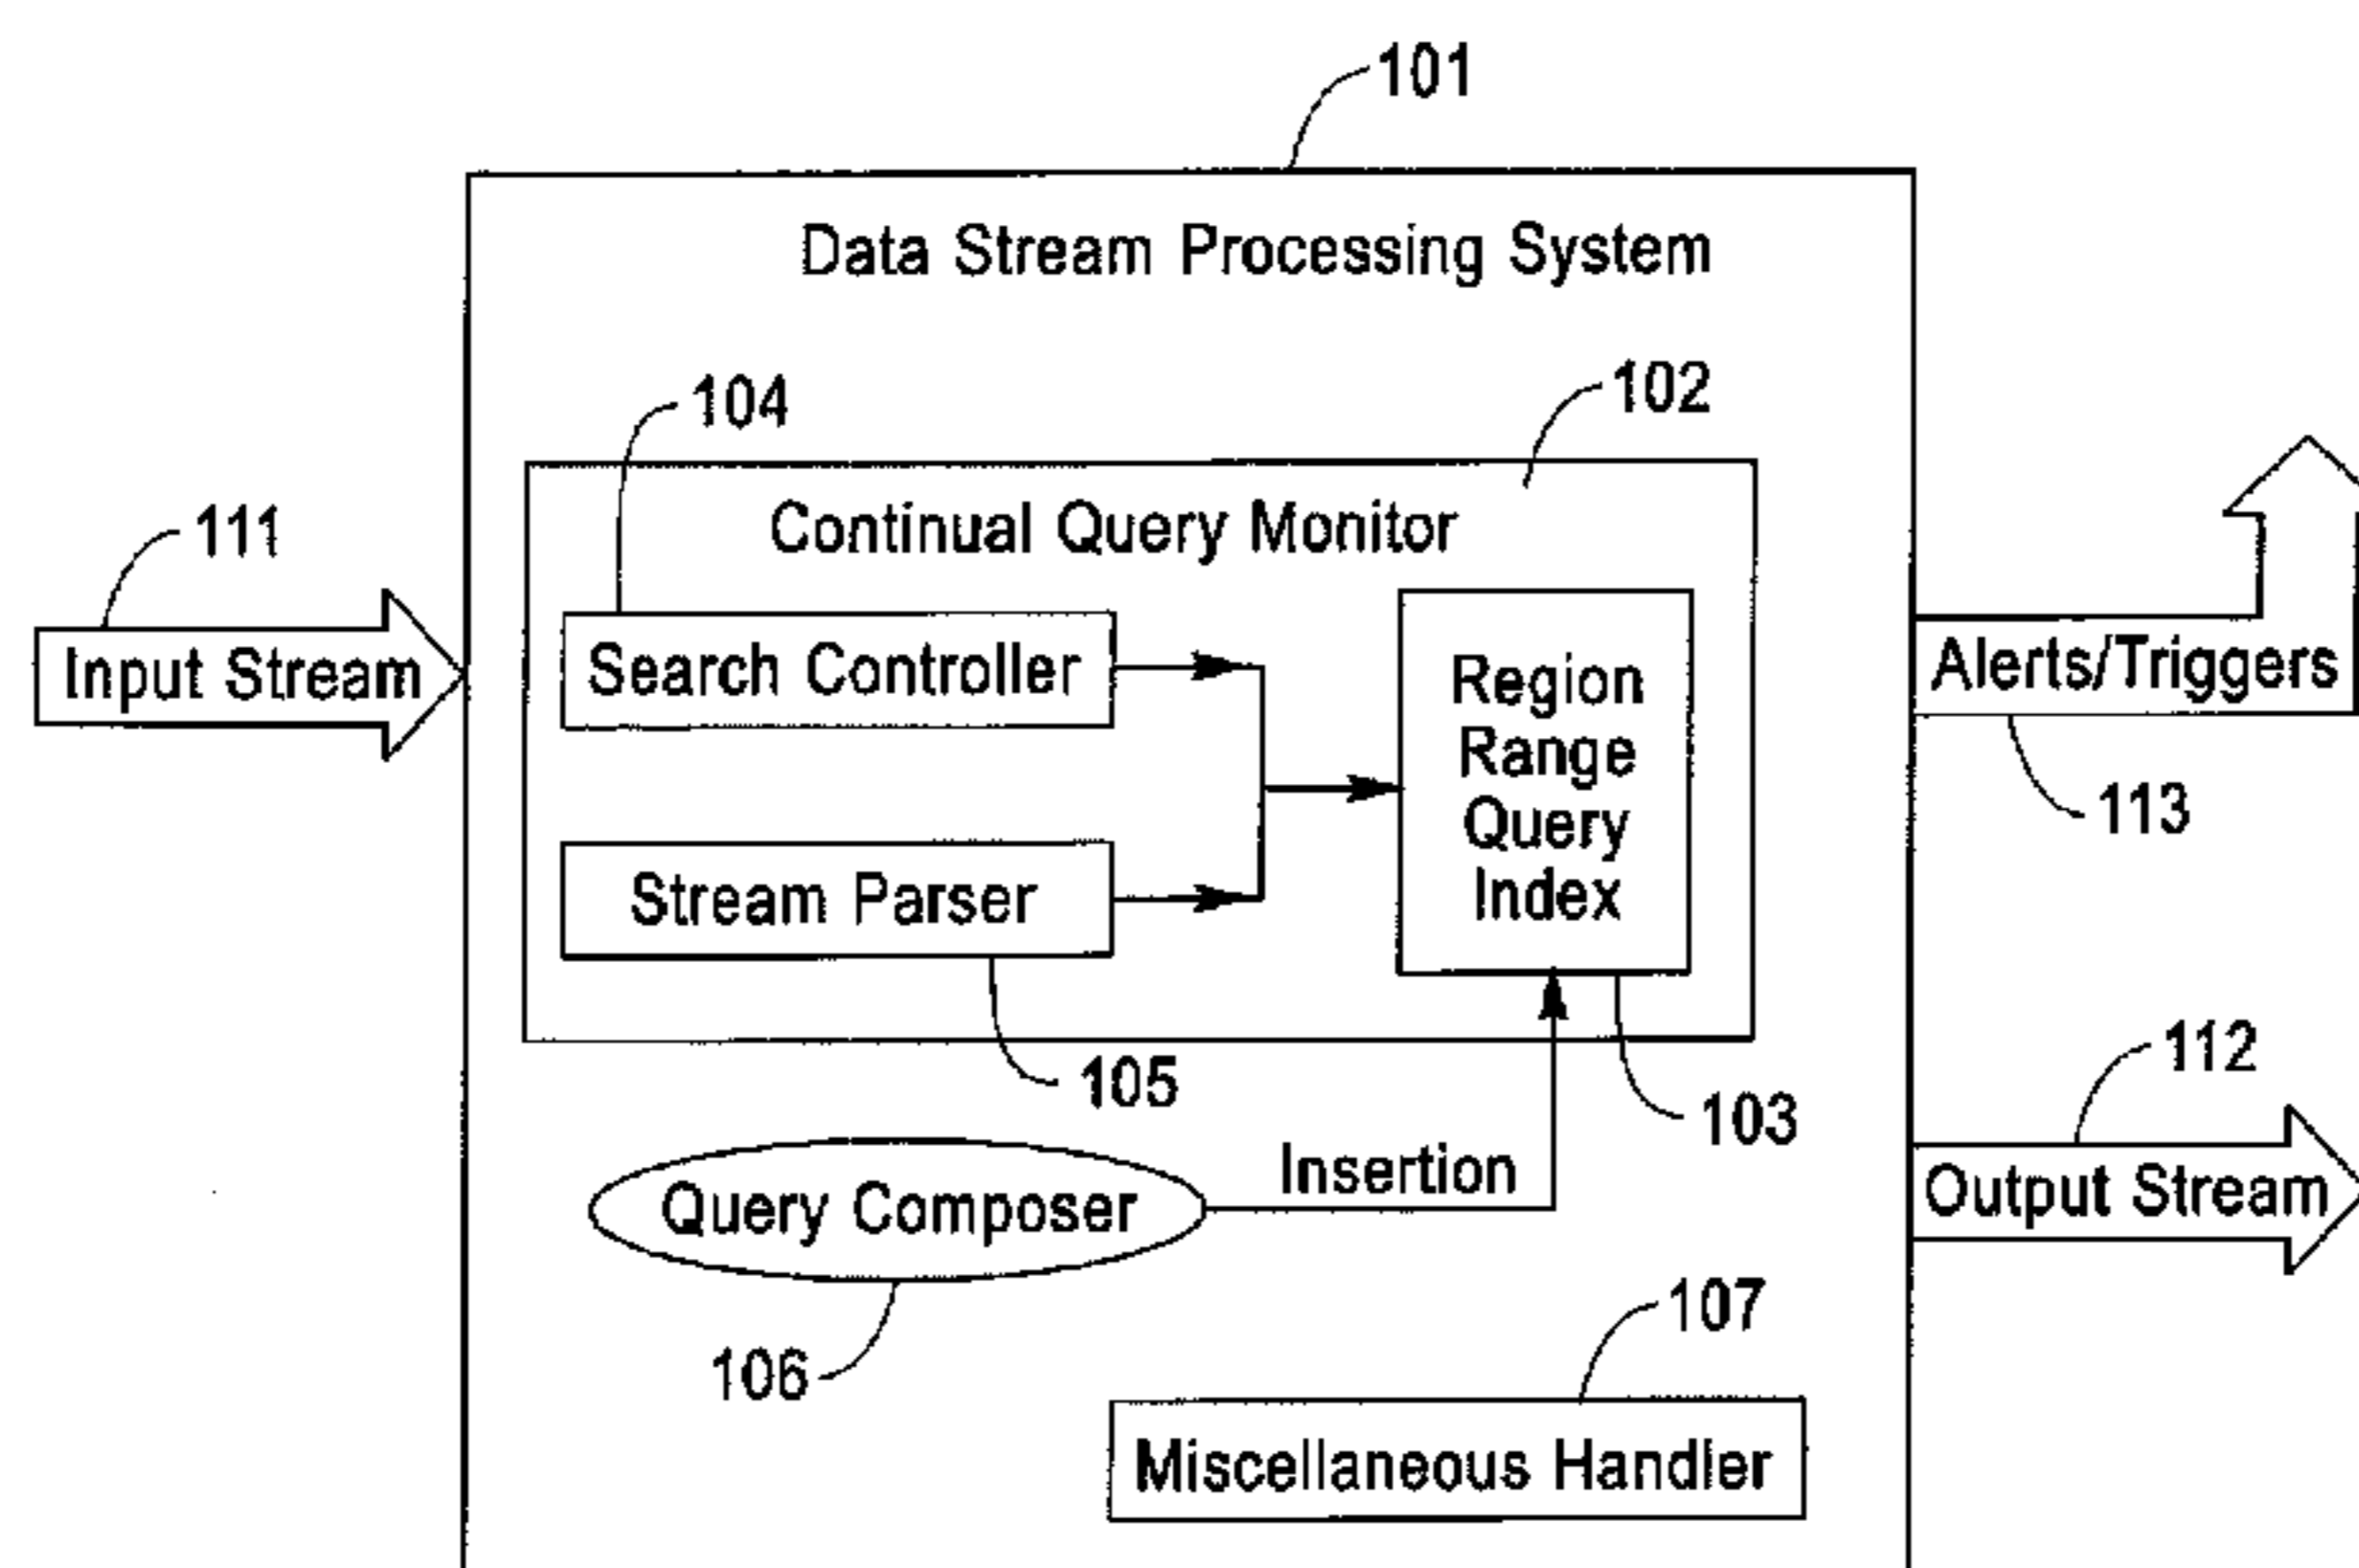 101
Data Stream Processing System
104
102
111
Continual Query Monitor
Input Stream
Search Controller
Region
Range
Query
Index
Alerts/Triggers
113
Stream Parser
105
103
112
Insertion
Query Composer
Output Stream
106
107
Miscellaneous Handler